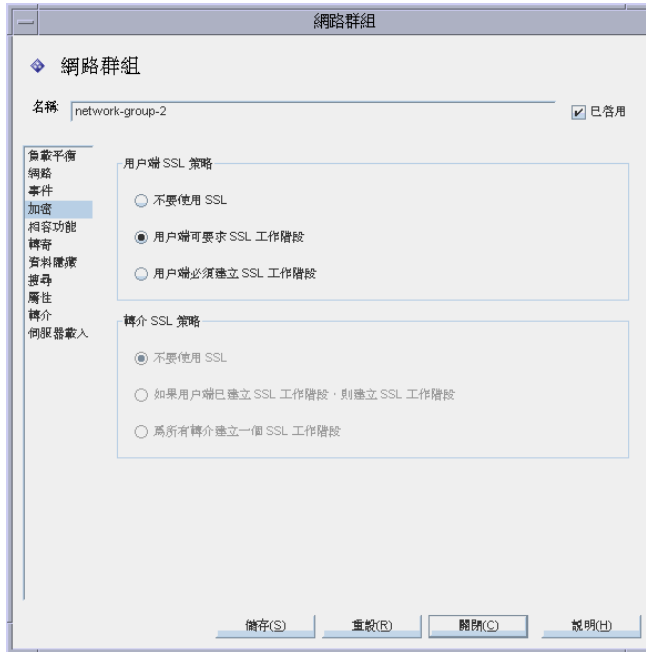 網路群組
網路群組
名稱: network-group-2 已啓用
負載平衡
網路
事件
加密
相容功能
轉寄
資料隱藏
搜尋
屬性
轉介
伺服器載入
用戶端 SSL 策略
不要使用 SSL
用戶端可要求 SSL 工作階段
用戶端必須建立 SSL 工作階段
轉介 SSL 策略
不要使用 SSL
如果用戶端已建立 SSL 工作階段,則建立 SSL 工作階段
為所有轉介建立一個 SSL 工作階段
儲存(S) 重設(R) 關閉(C) 說明(H)